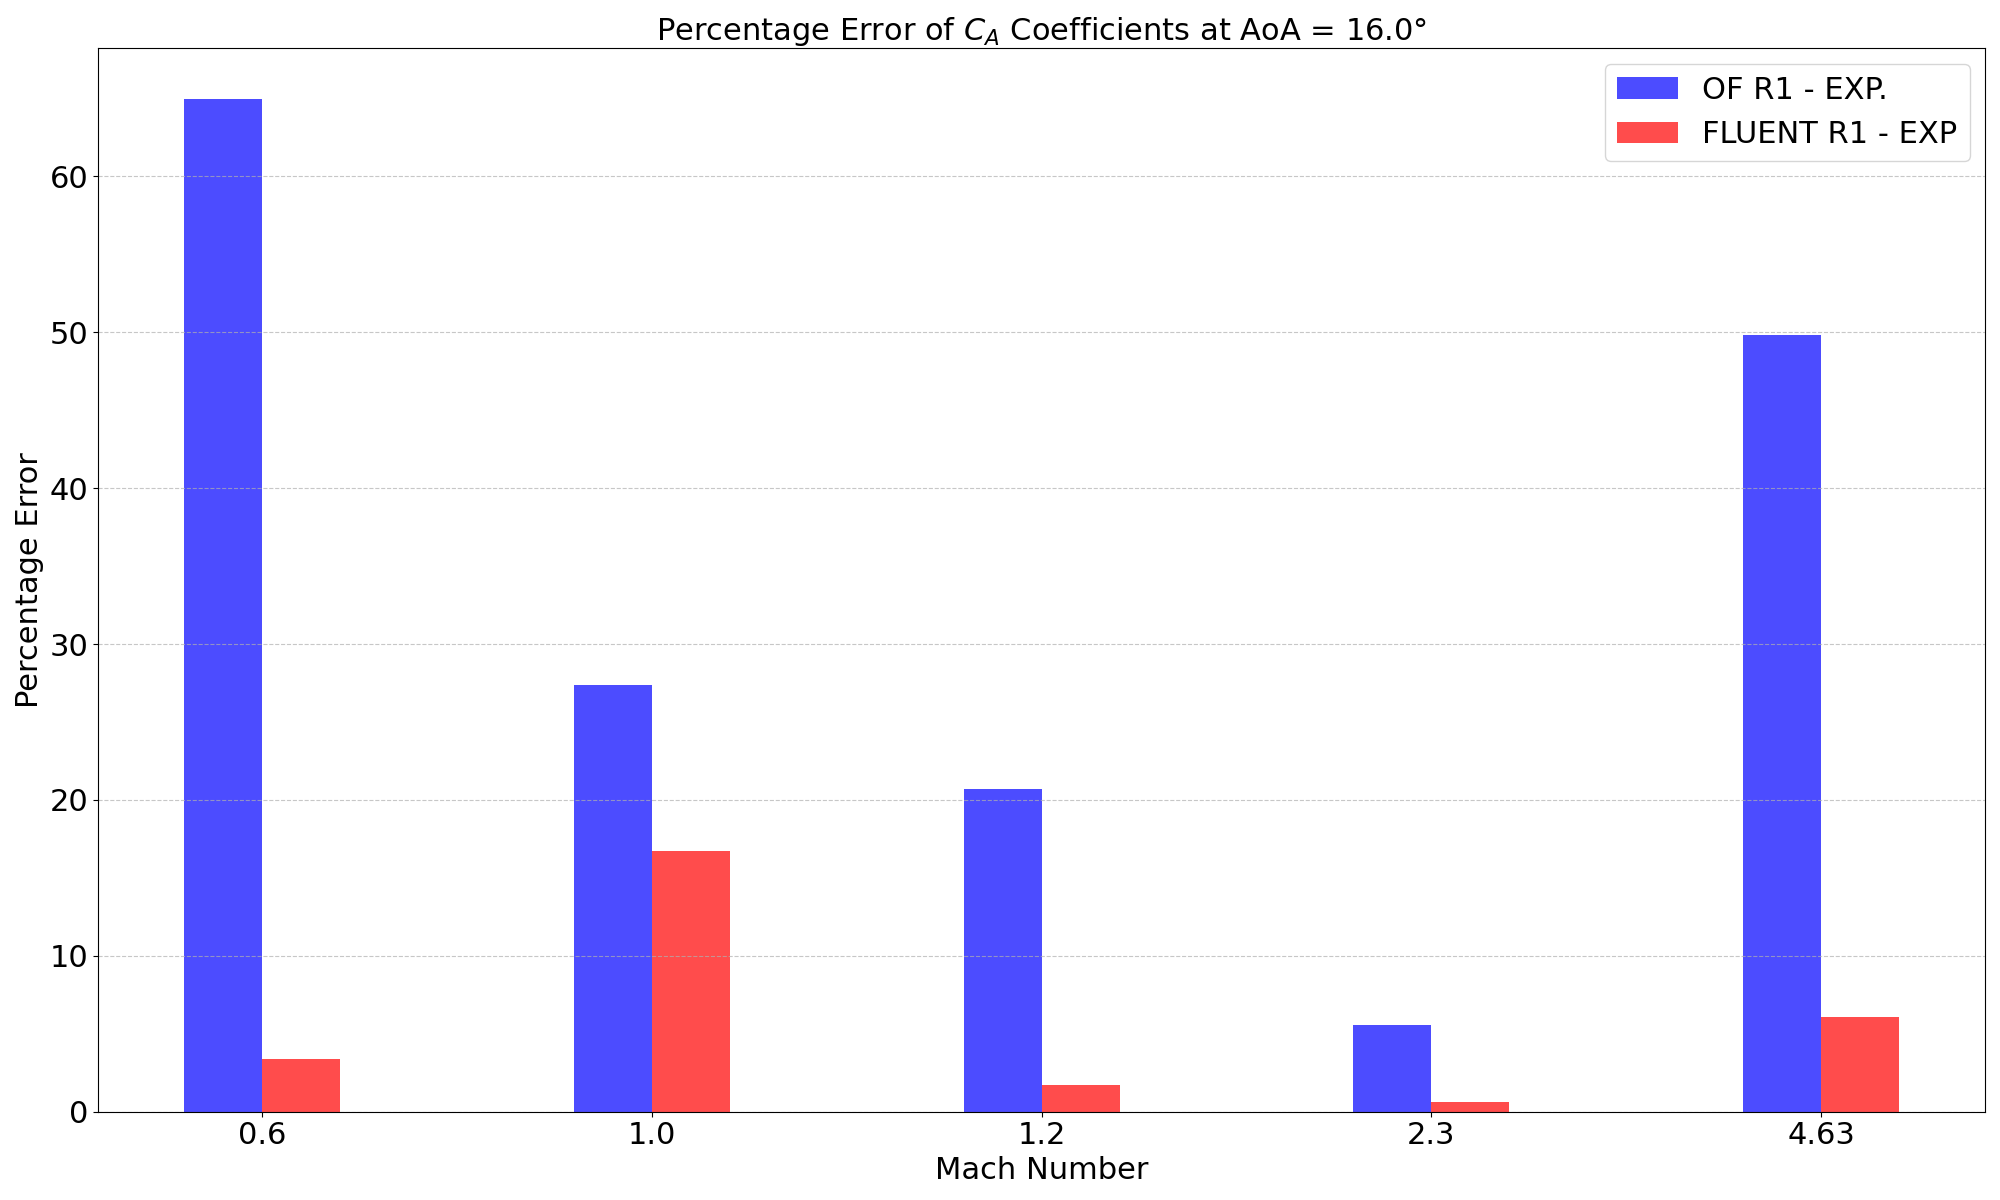 Percentage Error of C_A Coefficients at AoA = 16.0°
OF R1 - EXP.
FLUENT R1 - EXP
Percentage Error
60
50
40
30
20
10
0
0.6 1.0 1.2 2.3 4.63
Mach Number